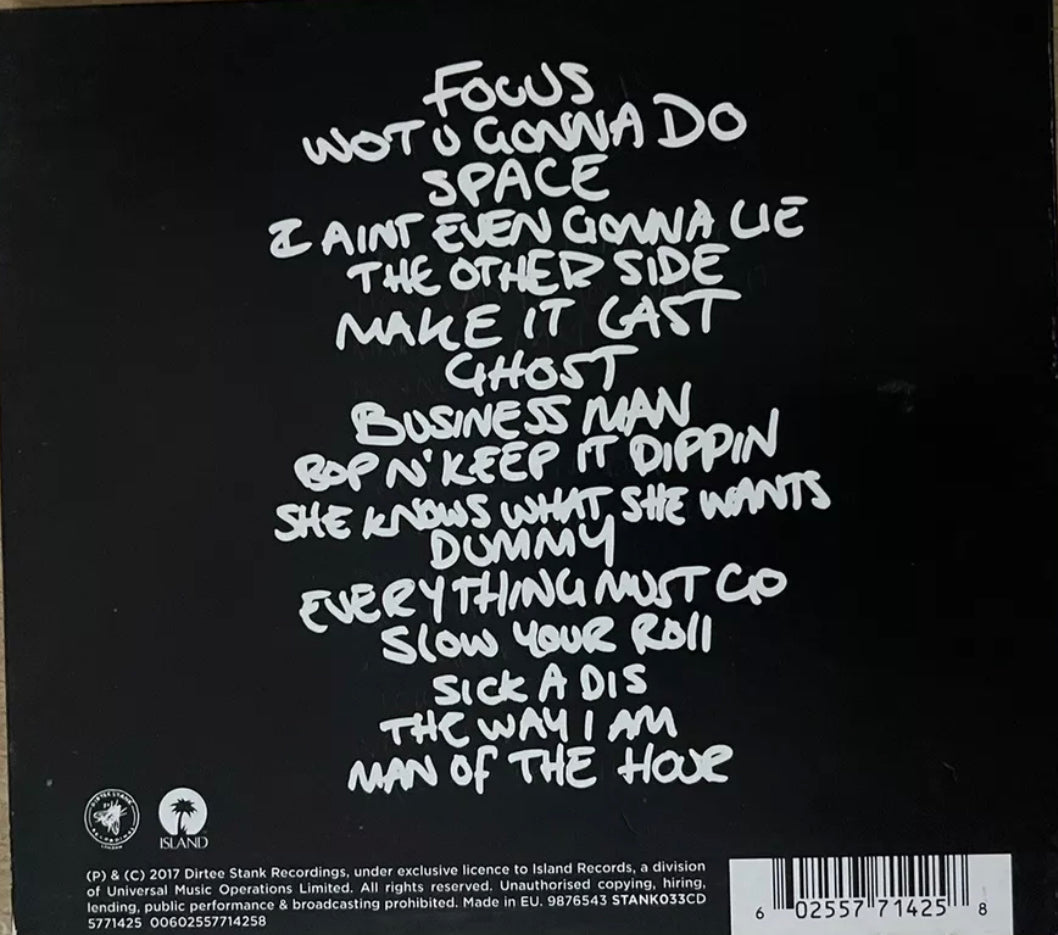 FOCUS
WOT U GONNA DO
SPACE
I AINT EVEN GONNA LIE
THE OTHER SIDE
MAKE IT LAST
GHOST
BUSINESS MAN
BOP N' KEEP IT DIPPIN
SHE KNOWS WHAT SHE WANTS
DUMMY
EVERYTHING MUST GO
SLOW YOUR ROll
SICK A DIS
THE WAY I AM
MAN OF THE HOUR
DIRTEE STANK
RECORDINGS
LONDON
ISLAND
(P) & (C) 2017 Dirtee Stank Recordings, under exclusive licence to Island Records, a division
of Universal Music Operations Limited. All rights reserved. Unauthorised copying, hiring,
lending, public performance & broadcasting prohibited. Made in EU. 9876543 STANK033CD
5771425 00602557714258
6 02557 71425 8